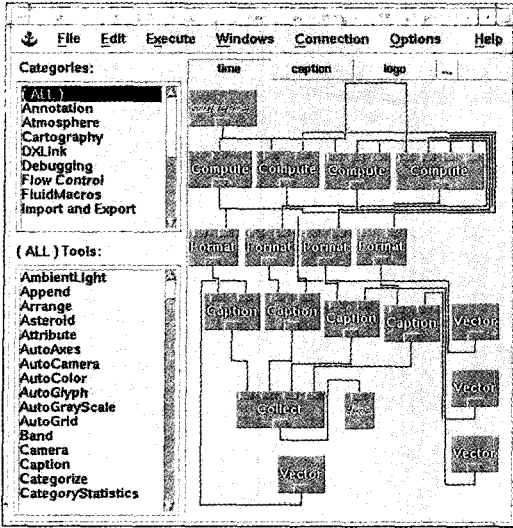 File Edit Execute Windows Connection Options Help
Categories:
time caption logo ...
( ALL )
Annotation
Atmosphere
Cartography
DXLink
Debugging
Flow Control
FluidMacros
Import and Export
( ALL ) Tools:
AmbientLight
Append
Arrange
Asteroid
Attribute
AutoAxes
AutoCamera
AutoColor
AutoGlyph
AutoGrayScale
AutoGrid
Band
Camera
Caption
Categorize
CategoryStatistics
Compute Compute Compute Compute
Format Format Format Format
Caption Caption Caption Caption Vector
Vector
Collect
Vector
Vector